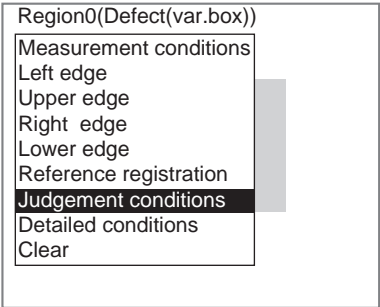 Region0(Defect(var.box))
Measurement conditions
Left edge
Upper edge
Right edge
Lower edge
Reference registration
Judgement conditions
Detailed conditions
Clear